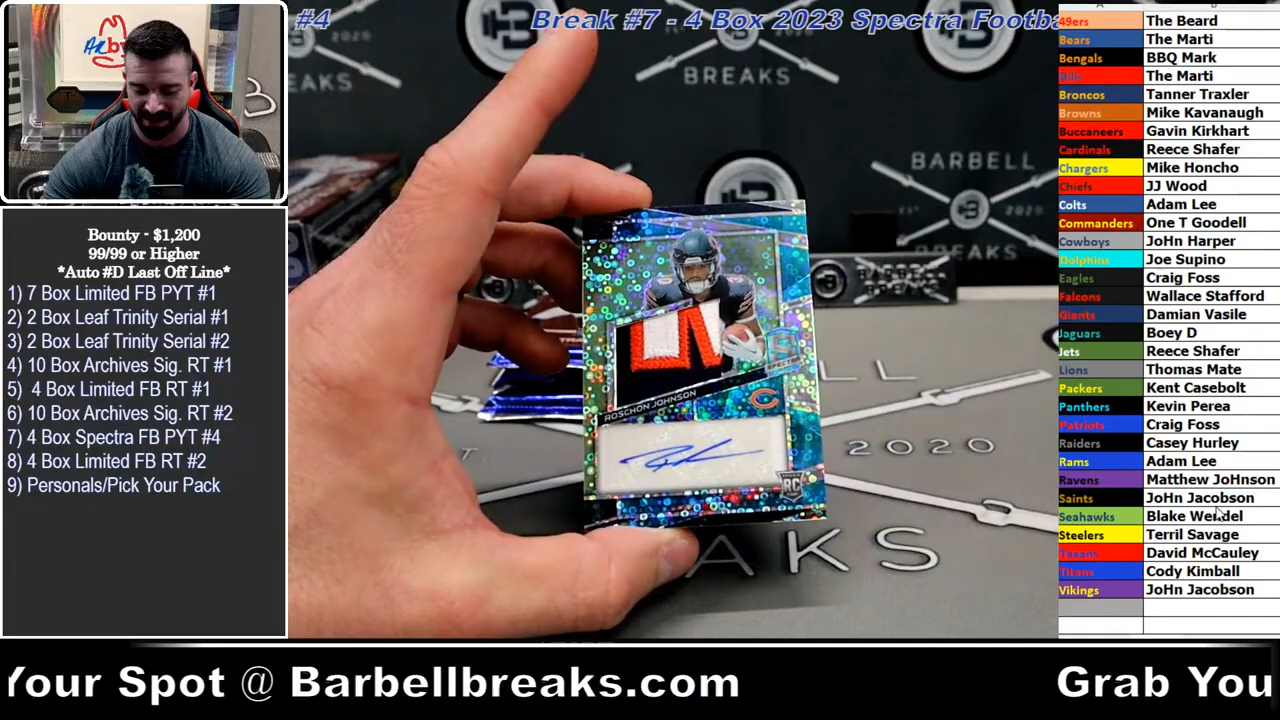 #4
Break #7 - 4 Box 2023 Spectra Footba
BREAKS
BARBELL
2020
Bounty - $1,200
99/99 or Higher
*Auto #D Last Off Line*
1) 7 Box Limited FB PYT #1
2) 2 Box Leaf Trinity Serial #1
3) 2 Box Leaf Trinity Serial #2
4) 10 Box Archives Sig. RT #1
5) 4 Box Limited FB RT #1
6) 10 Box Archives Sig. RT #2
7) 4 Box Spectra FB PYT #4
8) 4 Box Limited FB RT #2
9) Personals/Pick Your Pack
SPECTRA
ROSCHON JOHNSON
RC
2020
EAKS
49ers The Beard
Bears The Marti
Bengals BBQ Mark
Bills The Marti
Broncos Tanner Traxler
Browns Mike Kavanaugh
Buccaneers Gavin Kirkhart
Cardinals Reece Shafer
Chargers Mike Honcho
Chiefs JJ Wood
Colts Adam Lee
Commanders One T Goodell
Cowboys JoHn Harper
Dolphins Joe Supino
Eagles Craig Foss
Falcons Wallace Stafford
Giants Damian Vasile
Jaguars Boey D
Jets Reece Shafer
Lions Thomas Mate
Packers Kent Casebolt
Panthers Kevin Perea
Patriots Craig Foss
Raiders Casey Hurley
Rams Adam Lee
Ravens Matthew JoHnson
Saints JoHn Jacobson
Seahawks Blake Wendel
Steelers Terril Savage
Texans David McCauley
Titans Cody Kimball
Vikings JoHn Jacobson
Your Spot @ Barbellbreaks.com
Grab You